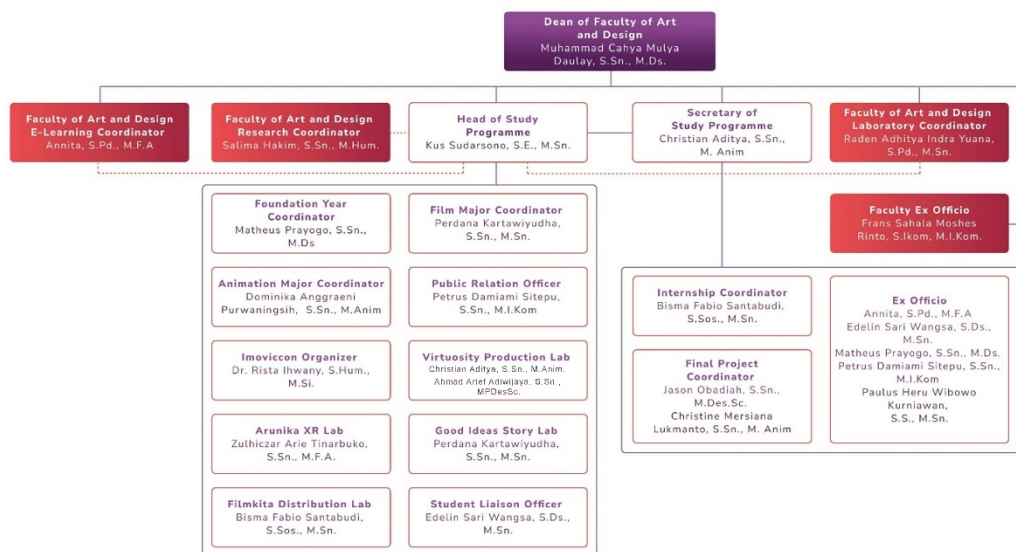 Dean of Faculty of Art
and Design
Muhammad Cahya Mulya
Daulay, S.Sn., M.Ds.
Faculty of Art and Design
E-Learning Coordinator
Annita, S.Pd., M.F.A
Faculty of Art and Design
Research Coordinator
Salima Hakim, S.Sn., M.Hum.
Head of Study
Programme
Kus Sudarsono, S.E., M.Sn.
Secretary of
Study Programme
Christian Aditya, S.Sn.,
M. Anim
Faculty of Art and Design
Laboratory Coordinator
Raden Adhitya Indra Yuana,
S.Pd., M.Sn.
Faculty Ex Officio
Frans Sahala Moshes
Rinto, S.Ikom, M.I.Kom.
Foundation Year
Coordinator
Matheus Prayogo, S.Sn.,
M.Ds
Film Major Coordinator
Perdana Kartawiyudha,
S.Sn., M.Sn.
Animation Major Coordinator
Dominika Anggraeni
Purwaningsih, S.Sn., M.Anim
Public Relation Officer
Petrus Damiami Sitepu,
S.Sn., M.I.Kom
Imoviccon Organizer
Dr. Rista Ihwany, S.Hum.,
M.Si.
Virtuosity Production Lab
Christian Aditya, S.Sn., M.Anim.
Ahmad Arief Adiwijaya, S.Sn.,
MPDesSc.
Arunika XR Lab
Zulhiczar Arie Tinarbuko,
S.Sn., M.F.A.
Good Ideas Story Lab
Perdana Kartawiyudha,
S.Sn., M.Sn.
Filmkita Distribution Lab
Bisma Fabio Santabudi,
S.Sos., M.Sn.
Student Liaison Officer
Edelin Sari Wangsa, S.Ds.,
M.Sn.
Internship Coordinator
Bisma Fabio Santabudi,
S.Sos., M.Sn.
Final Project
Coordinator
Jason Obadiah, S.Sn.,
M.Des.Sc.
Christine Mersiana
Lukmanto, S.Sn., M. Anim
Ex Officio
Annita, S.Pd., M.F.A
Edelin Sari Wangsa, S.Ds.,
M.Sn.
Matheus Prayogo, S.Sn., M.Ds.
Petrus Damiami Sitepu, S.Sn.,
M.I.Kom
Paulus Heru Wibowo
Kurniawan,
S.S., M.Sn.